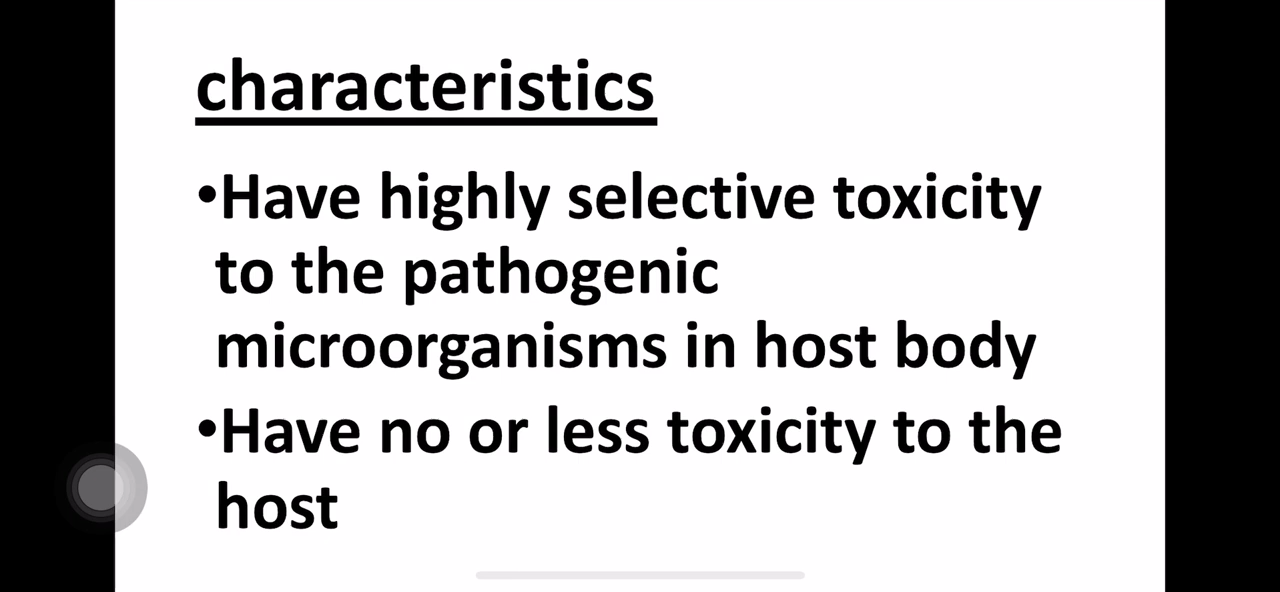 characteristics
•Have highly selective toxicity
to the pathogenic
microorganisms in host body
•Have no or less toxicity to the
host